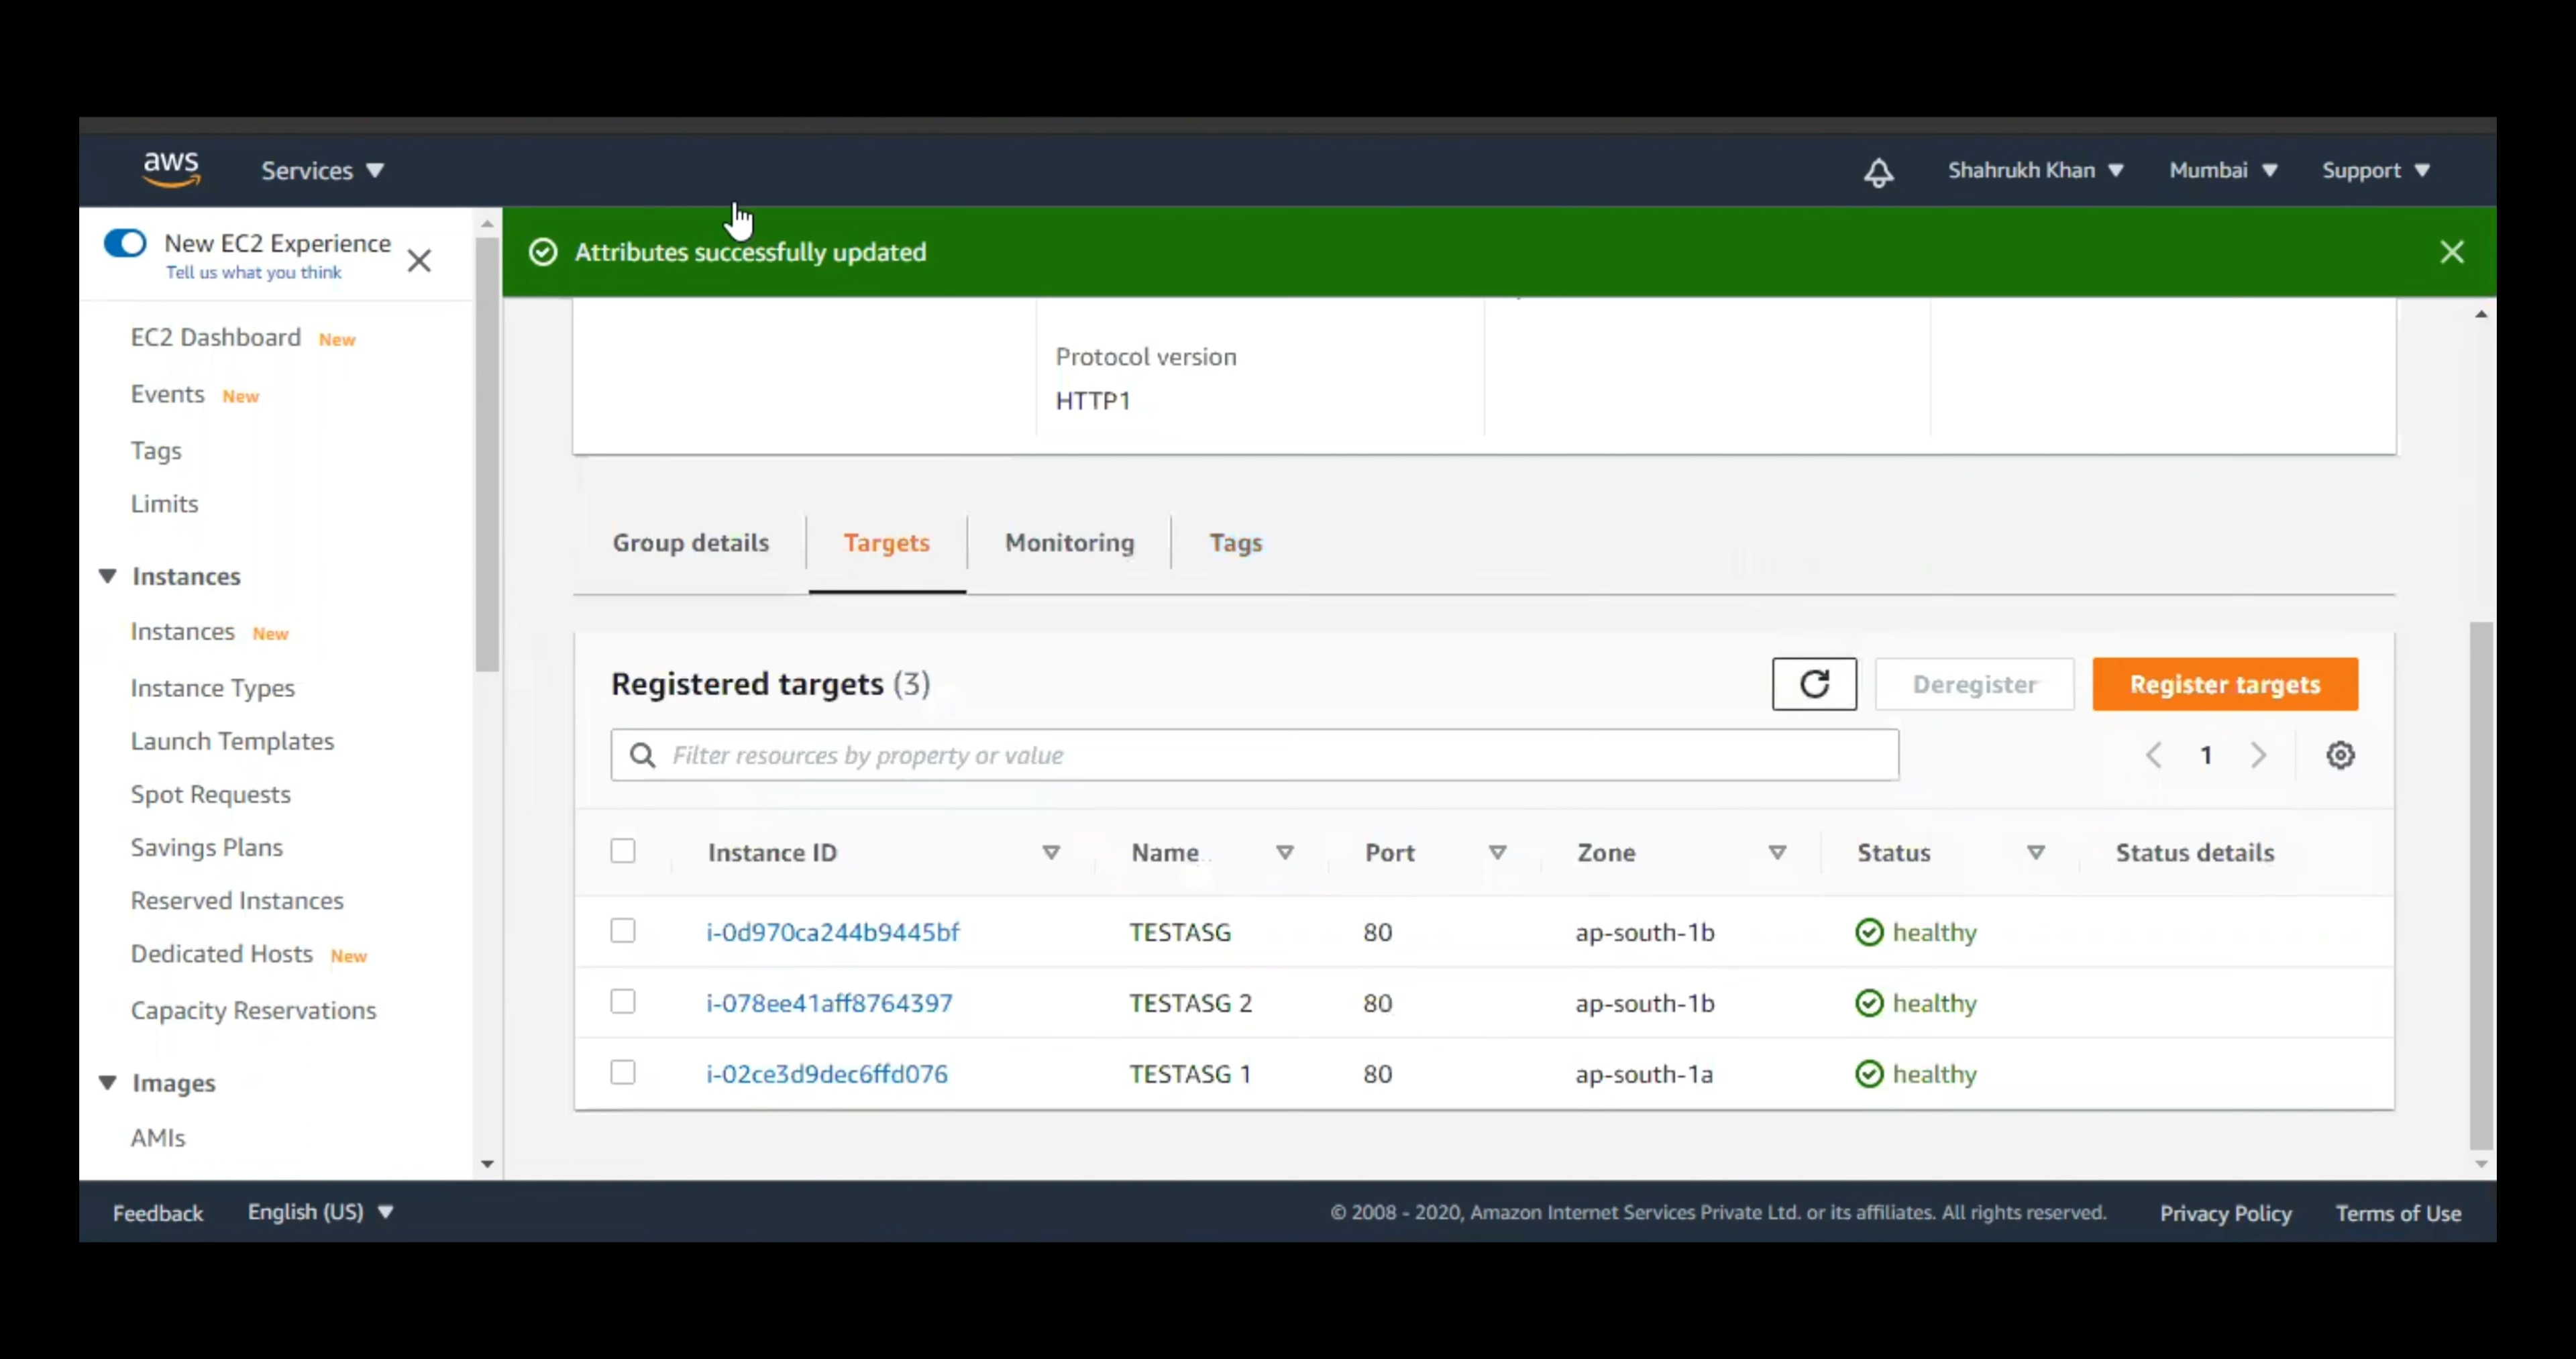 aws Services Shahrukh Khan Mumbai Support
New EC2 Experience
Tell us what you think
Attributes successfully updated
EC2 Dashboard New
Events New
Tags
Limits
Instances
Instances New
Instance Types
Launch Templates
Spot Requests
Savings Plans
Reserved Instances
Dedicated Hosts New
Capacity Reservations
Images
AMIs
Protocol version
HTTP1
Group details Targets Monitoring Tags
Registered targets (3) Deregister Register targets
Filter resources by property or value 1
Instance ID Name Port Zone Status Status details
i-0d970ca244b9445bf TESTASG 80 ap-south-1b healthy
i-078ee41aff8764397 TESTASG 2 80 ap-south-1b healthy
i-02ce3d9dec6ffd076 TESTASG 1 80 ap-south-1a healthy
Feedback English (US) © 2008 - 2020, Amazon Internet Services Private Ltd. or its affiliates. All rights reserved. Privacy Policy Terms of Use